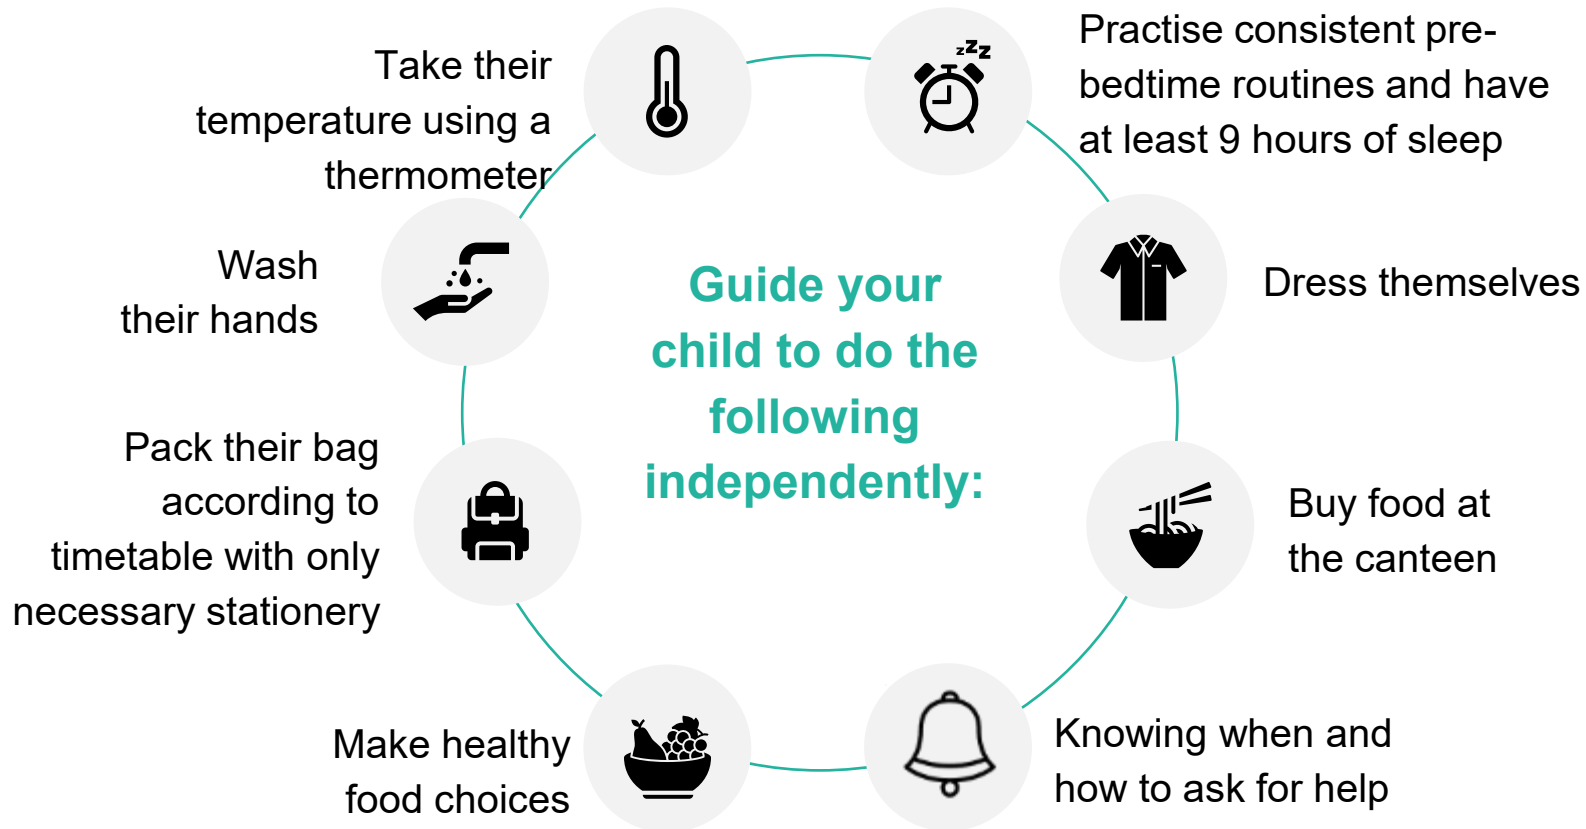 Take their
temperature using a
thermometer
Practise consistent pre-
bedtime routines and have
at least 9 hours of sleep
Wash
their hands
Guide your
child to do the
following
independently:
Dress themselves
Pack their bag
according to
timetable with only
necessary stationery
Buy food at
the canteen
Make healthy
food choices
Knowing when and
how to ask for help
zzz